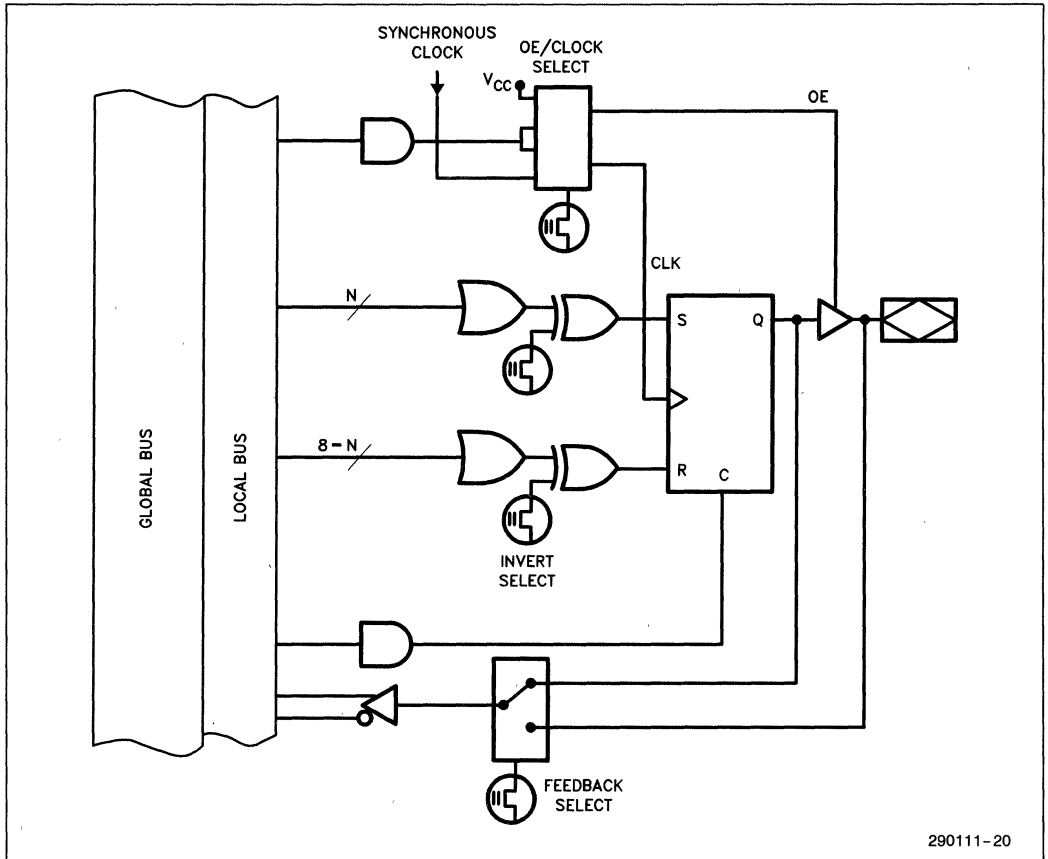 SYNCHRONOUS
CLOCK
OE/CLOCK
SELECT
VCC
OE
CLK
N
S
Q
8-N
R
C
GLOBAL BUS
LOCAL BUS
INVERT
SELECT
FEEDBACK
SELECT
290111-20